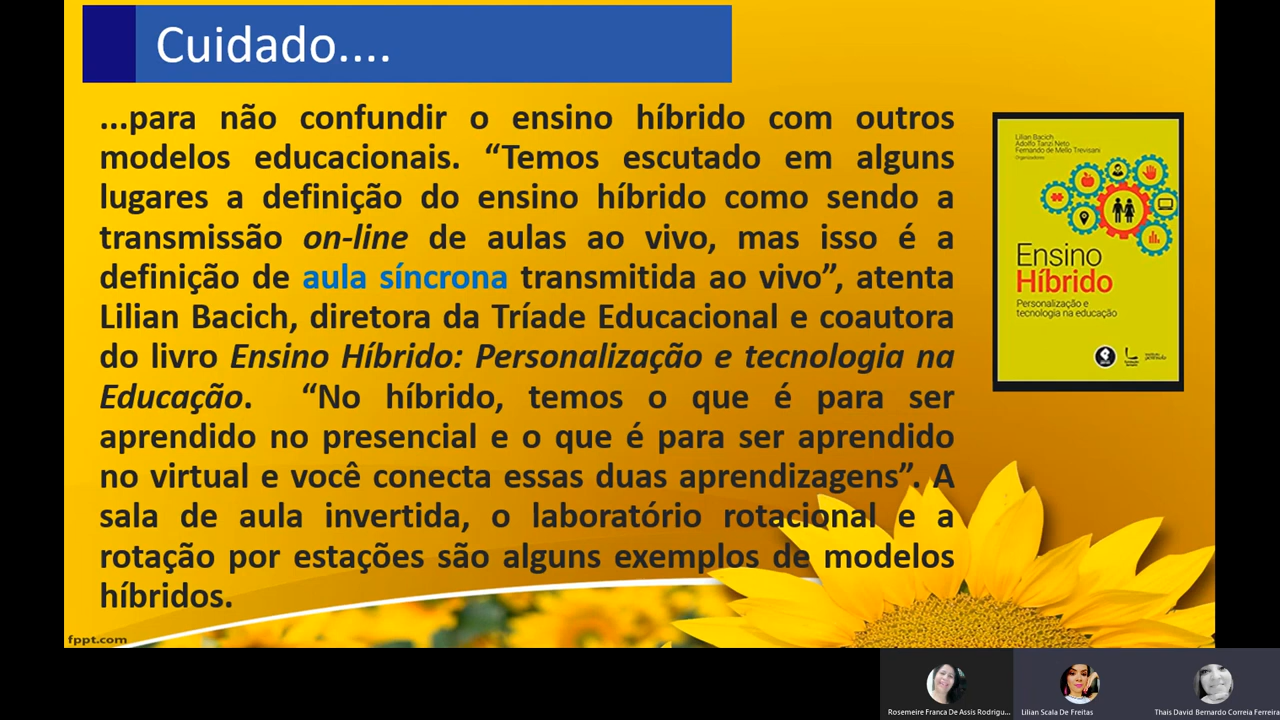 Cuidado....
...para não confundir o ensino híbrido com outros
modelos educacionais. “Temos escutado em alguns
lugares a definição do ensino híbrido como sendo a
transmissão on-line de aulas ao vivo, mas isso é a
definição de aula síncrona transmitida ao vivo”, atenta
Lilian Bacich, diretora da Tríade Educacional e coautora
do livro Ensino Híbrido: Personalização e tecnologia na
Educação. “No híbrido, temos o que é para ser
aprendido no presencial e o que é para ser aprendido
no virtual e você conecta essas duas aprendizagens”. A
sala de aula invertida, o laboratório rotacional e a
rotação por estações são alguns exemplos de modelos
híbridos.
Lilian Bacich
Adolfo Tanzi Neto
Fernando de Mello Trevisani
Ensino
Híbrido
Personalização e
tecnologia na educação
fppt.com
Rosemeire Franca De Assis Rodrigu...
Lilian Scala De Freitas
Thais David Bernardo Correia Ferreira